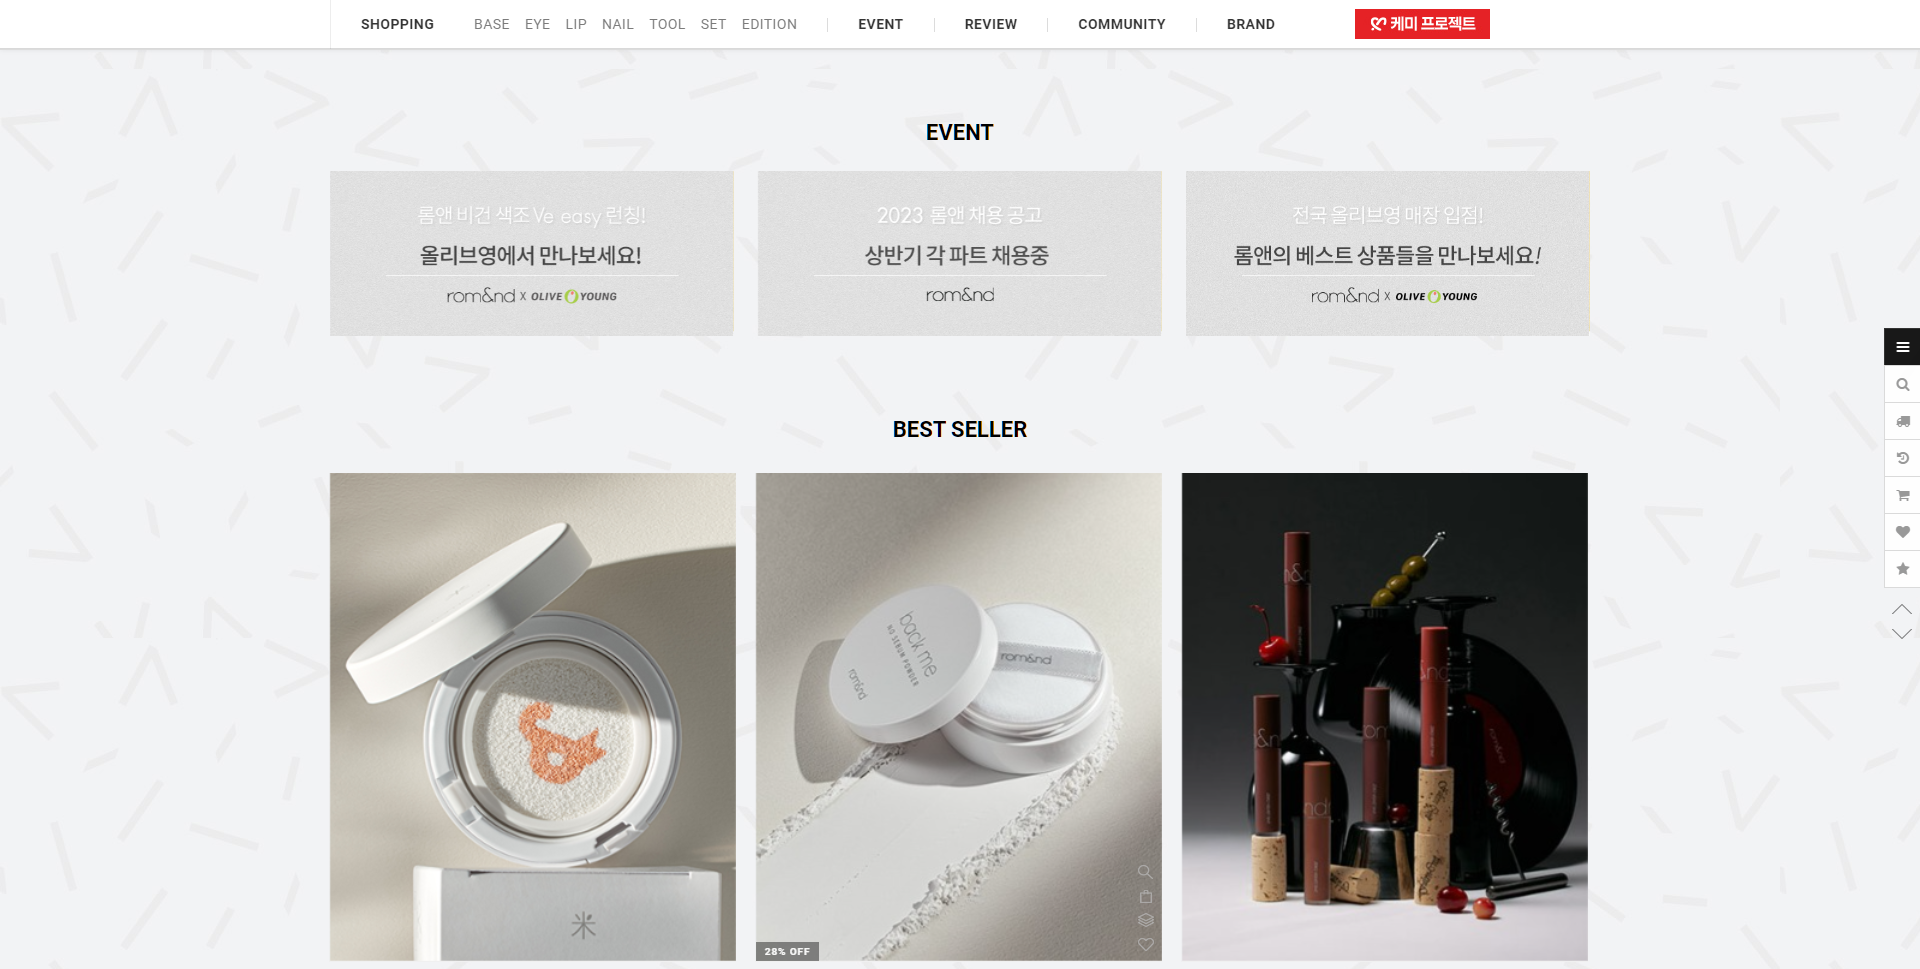 SHOPPING BASE EYE LIP NAIL TOOL SET EDITION EVENT REVIEW COMMUNITY BRAND 케미 프로젝트
EVENT
롬앤 비건 색조 Ve easy 런칭!
올리브영에서 만나보세요!
rom&nd X OLIVE YOUNG
2023 롬앤 채용 공고
상반기 각 파트 채용중
rom&nd
전국 올리브영 매장 입점!
롬앤의 베스트 상품들을 만나보세요!
rom&nd X OLIVE YOUNG
BEST SELLER
米
back me
NO SEBUM POWDER
rom&nd
rom&nd
28% OFF
rom&nd